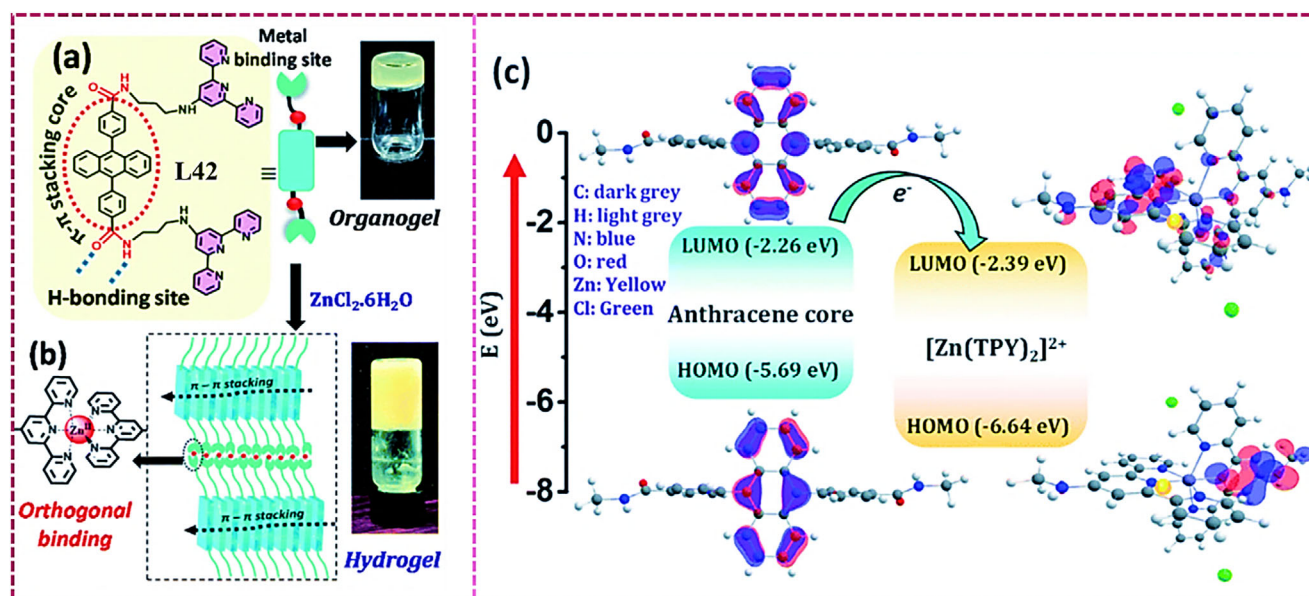 (a)
Metal
binding site
O
H
N
N
H
N
N
N
π-π stacking core
L42
≡
Organogel
O
N
H
N
H
N
N
N
H-bonding site
ZnCl₂.6H₂O
(b)
π – π stacking
N
N
N
Zn
II
N
N
N
π – π stacking
Orthogonal
binding
Hydrogel
(c)
E (eV)
0
-2
-4
-6
-8
C: dark grey
H: light grey
N: blue
O: red
Zn: Yellow
Cl: Green
e-
LUMO (-2.26 eV)
Anthracene core
HOMO (-5.69 eV)
LUMO (-2.39 eV)
[Zn(TPY)₂]²⁺
HOMO (-6.64 eV)